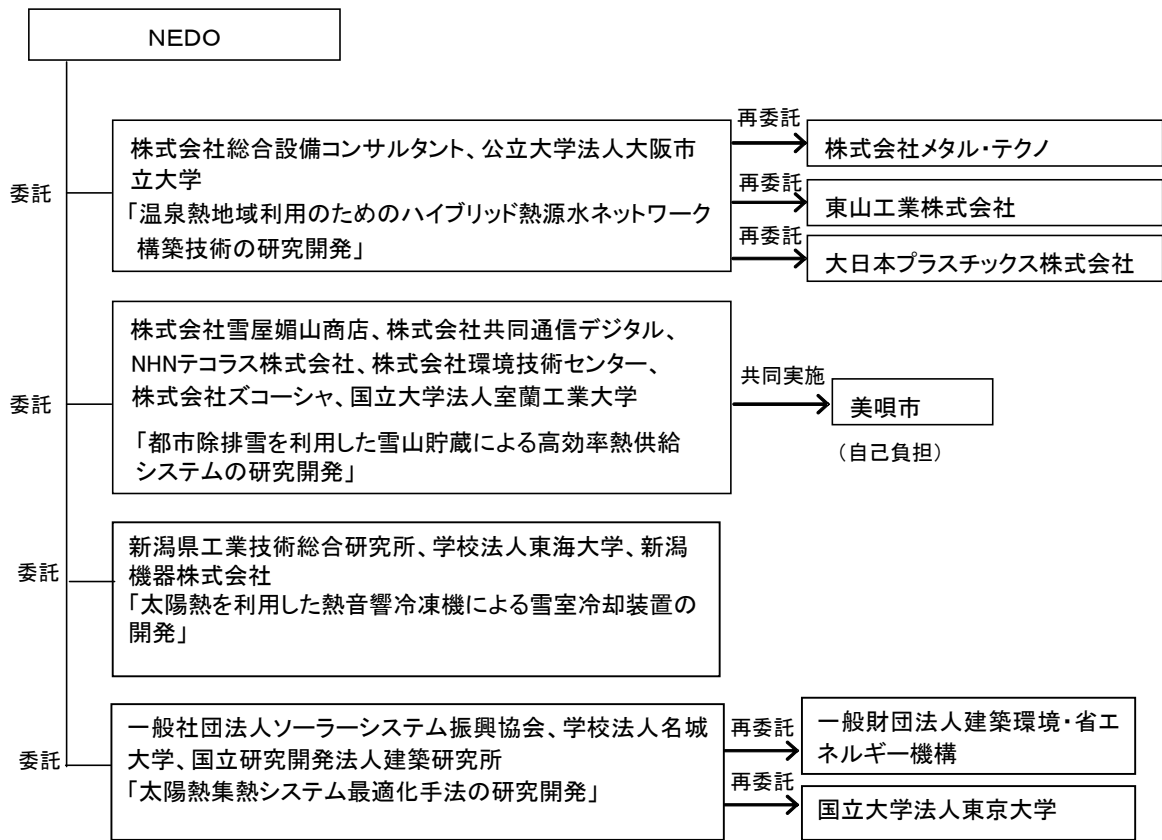 NEDO
委託
株式会社総合設備コンサルタント、公立大学法人大阪市
立大学
「温泉熱地域利用のためのハイブリッド熱源水ネットワーク
構築技術の研究開発」
再委託
株式会社メタル・テクノ
再委託
東山工業株式会社
再委託
大日本プラスチックス株式会社
委託
株式会社雪屋媚山商店、株式会社共同通信デジタル、
NHNテコラス株式会社、株式会社環境技術センター、
株式会社ズコーシャ、国立大学法人室蘭工業大学
「都市除排雪を利用した雪山貯蔵による高効率熱供給
システムの研究開発」
共同実施
美唄市
（自己負担）
委託
新潟県工業技術総合研究所、学校法人東海大学、新潟
機器株式会社
「太陽熱を利用した熱音響冷凍機による雪室冷却装置の
開発」
委託
一般社団法人ソーラーシステム振興協会、学校法人名城
大学、国立研究開発法人建築研究所
「太陽熱集熱システム最適化手法の研究開発」
再委託
一般財団法人建築環境・省エ
ネルギー機構
再委託
国立大学法人東京大学